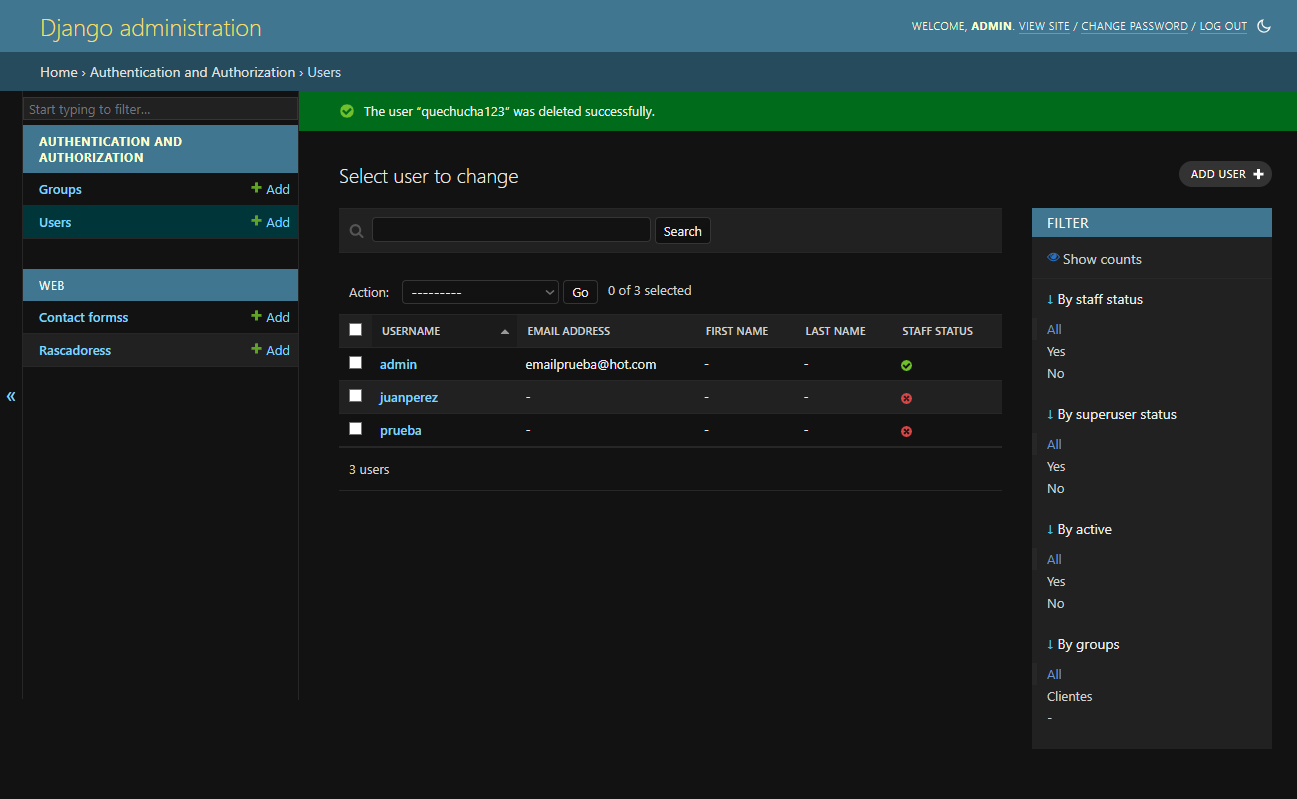 Django administration
WELCOME, ADMIN. VIEW SITE / CHANGE PASSWORD / LOG OUT
Home › Authentication and Authorization › Users
Start typing to filter...
AUTHENTICATION AND
AUTHORIZATION
Groups
Add
Users
Add
WEB
Contact formss
Add
Rascadoress
Add
«
The user “quechucha123” was deleted successfully.
Select user to change
ADD USER
Search
Action: --------- Go 0 of 3 selected
USERNAME EMAIL ADDRESS FIRST NAME LAST NAME STAFF STATUS
admin emailprueba@hot.com - -
juanperez - - -
prueba - - -
3 users
FILTER
Show counts
↓ By staff status
All
Yes
No
↓ By superuser status
All
Yes
No
↓ By active
All
Yes
No
↓ By groups
All
Clientes
-